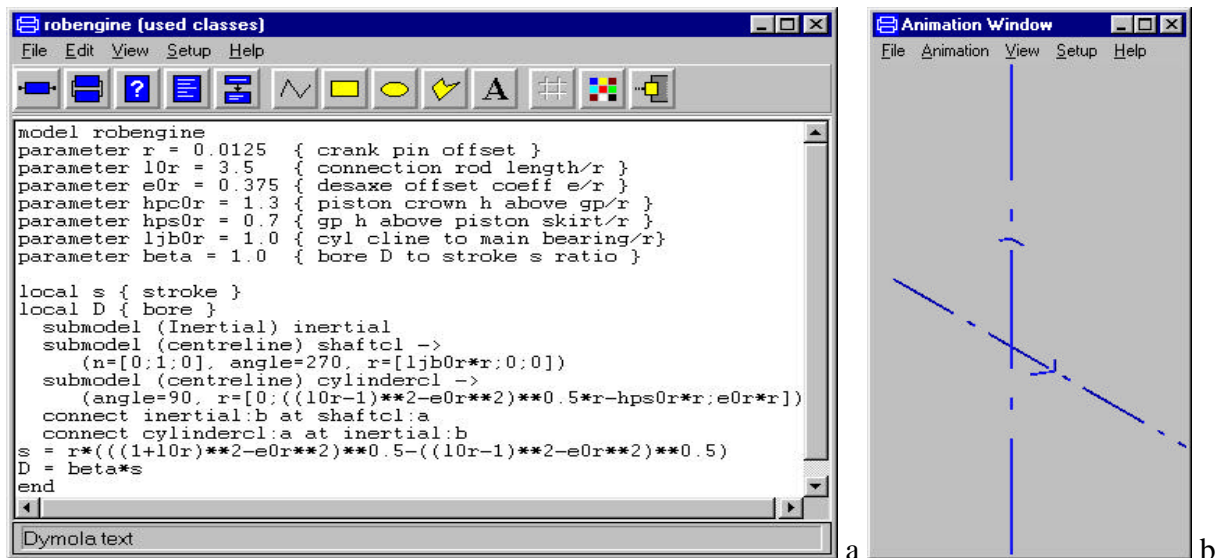 robengine (used classes)
File Edit View Setup Help
? A
model robengine
parameter r = 0.0125 { crank pin offset }
parameter l0r = 3.5 { connection rod length/r }
parameter e0r = 0.375 { desaxe offset coeff e/r }
parameter hpc0r = 1.3 { piston crown h above gp/r }
parameter hps0r = 0.7 { gp h above piston skirt/r }
parameter ljb0r = 1.0 { cyl cline to main bearing/r}
parameter beta = 1.0 { bore D to stroke s ratio }
local s { stroke }
local D { bore }
submodel (Inertial) inertial
submodel (centreline) shaftcl ->
(n=[0;1;0], angle=270, r=[ljb0r*r;0;0])
submodel (centreline) cylindercl ->
(angle=90, r=[0;((l0r-1)**2-e0r**2)**0.5*r-hps0r*r;e0r*r])
connect inertial:b at shaftcl:a
connect cylindercl:a at inertial:b
s = r*(((1+l0r)**2-e0r**2)**0.5-((l0r-1)**2-e0r**2)**0.5)
D = beta*s
end
Dymola text
a
Animation Window
File Animation View Setup Help
b